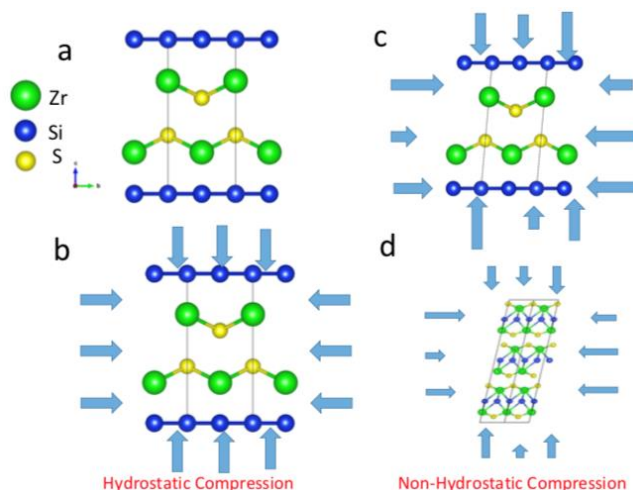 a
c
Zr
Si
S
c
b
b
d
Hydrostatic Compression
Non-Hydrostatic Compression